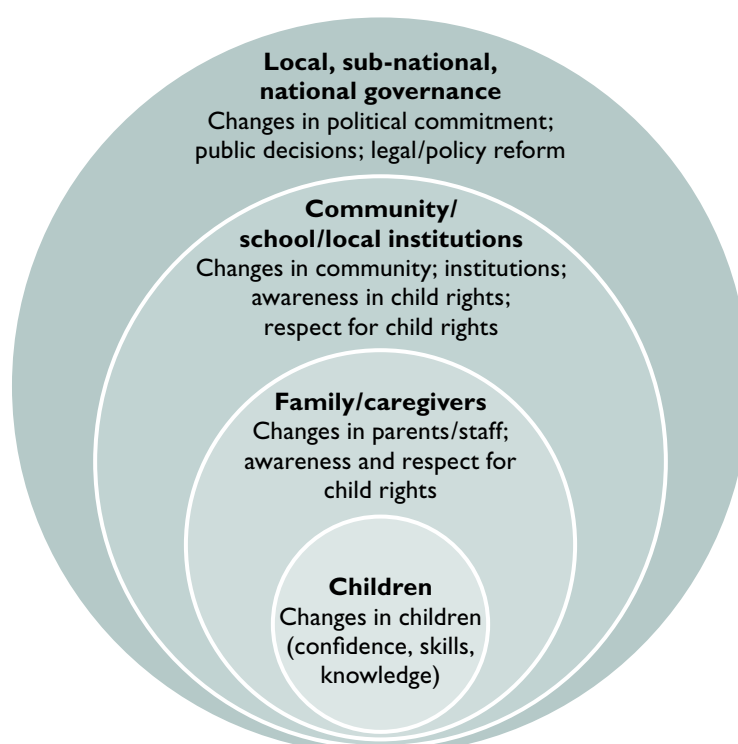 Local, sub-national,
national governance
Changes in political commitment;
public decisions; legal/policy reform
Community/
school/local institutions
Changes in community; institutions;
awareness in child rights;
respect for child rights
Family/caregivers
Changes in parents/staff;
awareness and respect for
child rights
Children
Changes in children
(confidence, skills,
knowledge)